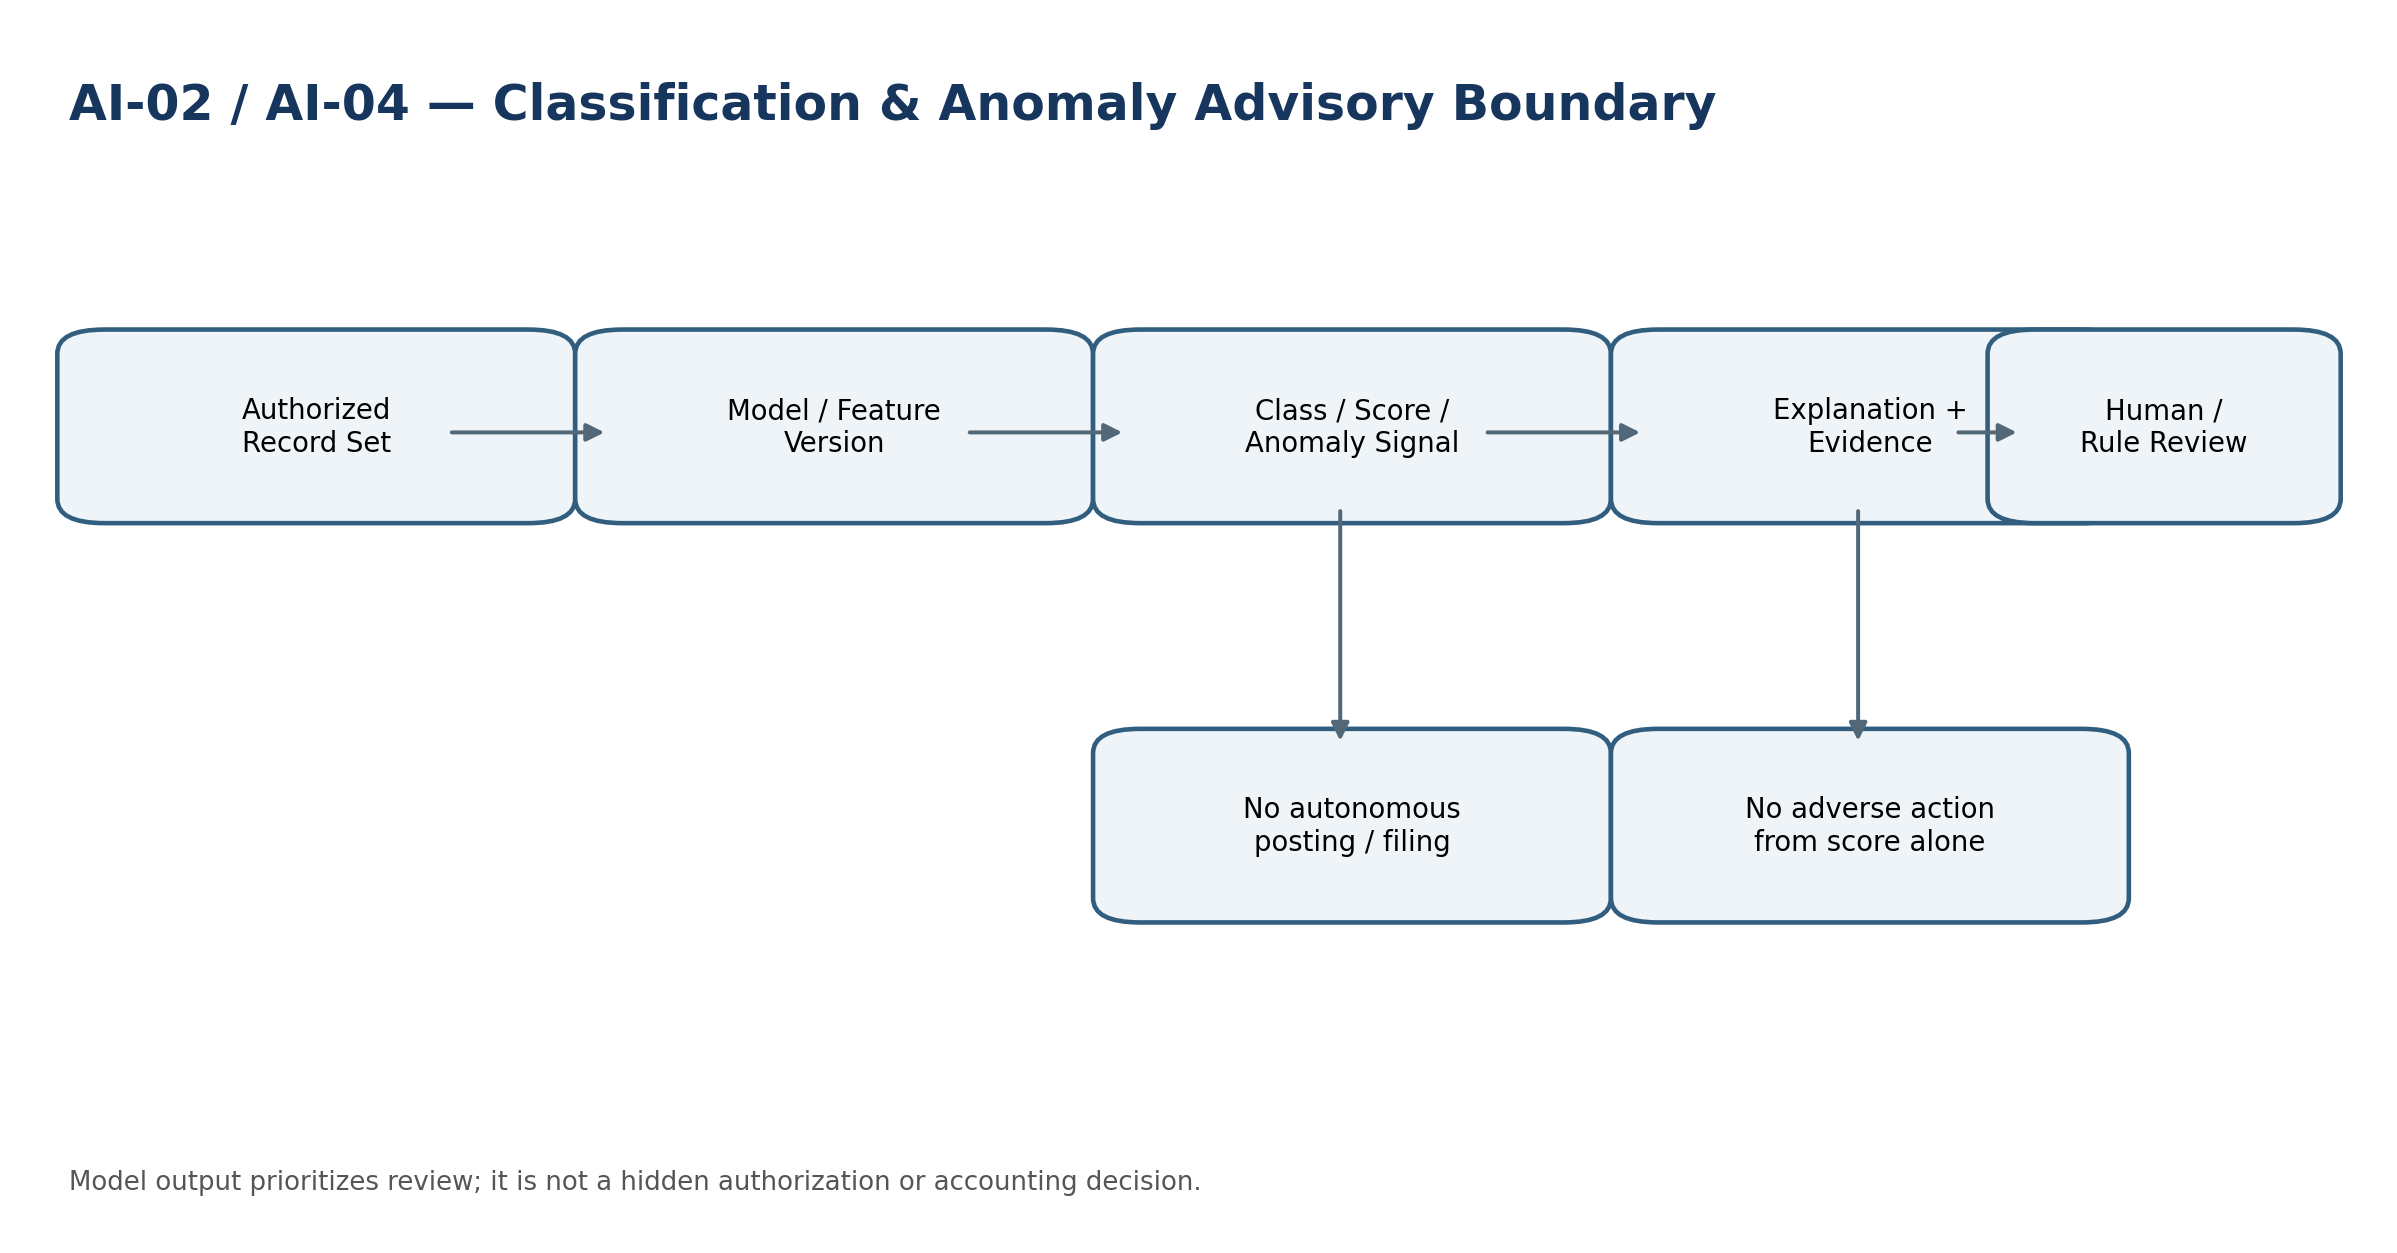 AI-02 / AI-04 — Classification & Anomaly Advisory Boundary
Authorized
Record Set
Model / Feature
Version
Class / Score /
Anomaly Signal
Explanation +
Evidence
Human /
Rule Review
No autonomous
posting / filing
No adverse action
from score alone
Model output prioritizes review; it is not a hidden authorization or accounting decision.